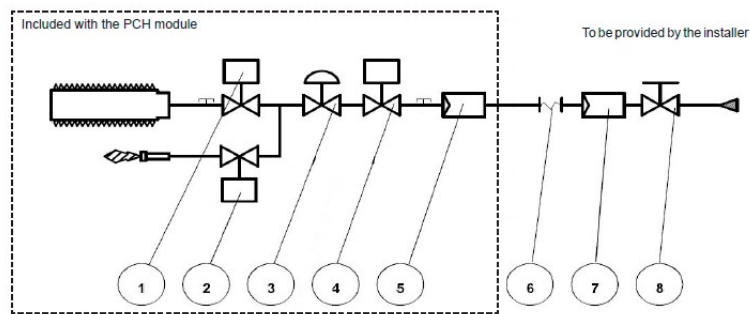 Included with the PCH module
To be provided by the installer
1 2 3 4 5 6 7 8